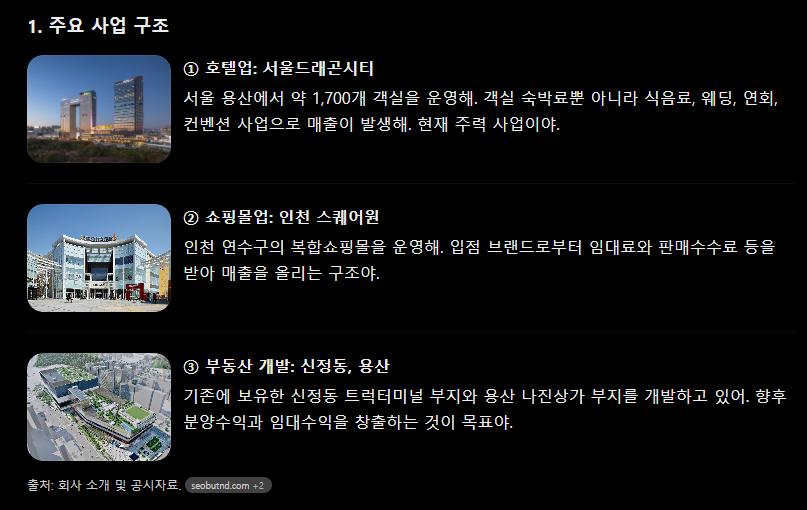 1. 주요 사업 구조
① 호텔업: 서울드래곤시티
서울 용산에서 약 1,700개 객실을 운영해. 객실 숙박료뿐 아니라 식음료, 웨딩, 연회,
컨벤션 사업으로 매출이 발생해. 현재 주력 사업이야.
② 쇼핑몰업: 인천 스퀘어원
인천 연수구의 복합쇼핑몰을 운영해. 입점 브랜드로부터 임대료와 판매수수료 등을
받아 매출을 올리는 구조야.
③ 부동산 개발: 신정동, 용산
기존에 보유한 신정동 트럭터미널 부지와 용산 나진상가 부지를 개발하고 있어. 향후
분양수익과 임대수익을 창출하는 것이 목표야.
출처: 회사 소개 및 공시자료. seobutnd.com +2